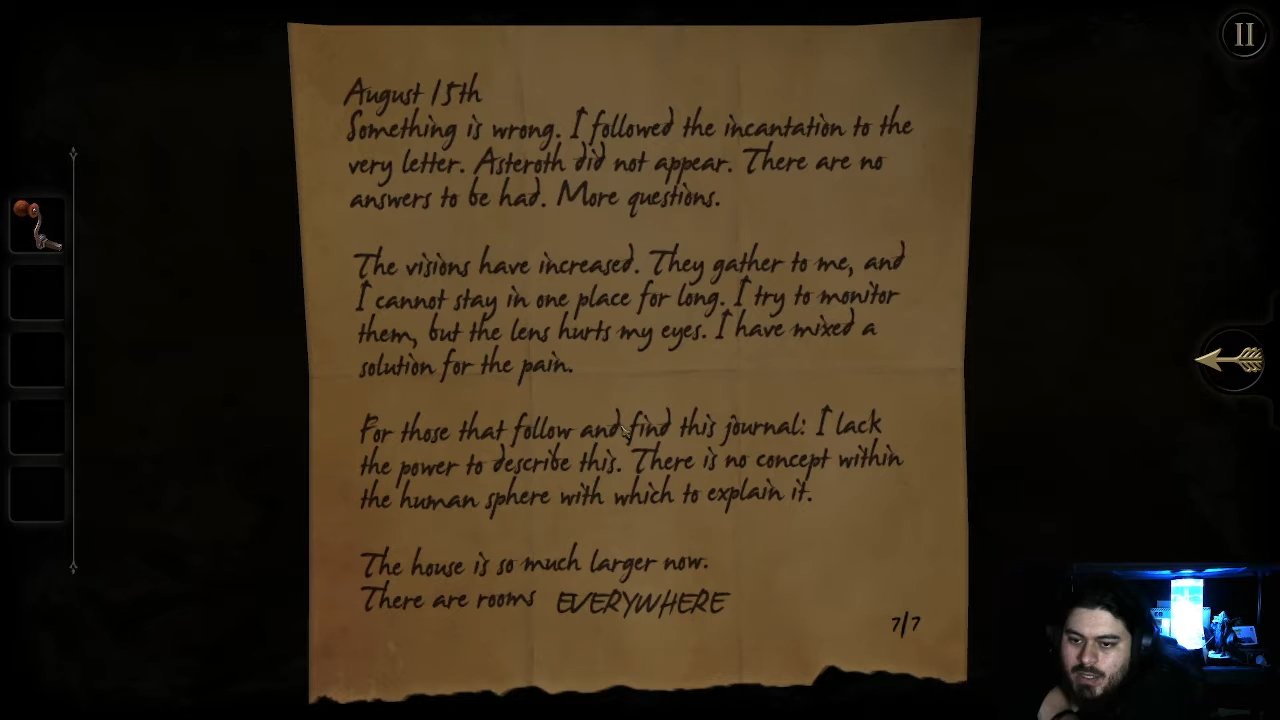 August 15th
Something is wrong. I followed the incantation to the
very letter. Asteroth did not appear. There are no
answers to be had. More questions.
The visions have increased. They gather to me, and
I cannot stay in one place for long. I try to monitor
them, but the lens hurts my eyes. I have mixed a
solution for the pain.
For those that follow and find this journal: I lack
the power to describe this. There is no concept within
the human sphere with which to explain it.
The house is so much larger now.
There are rooms EVERYWHERE
7/7